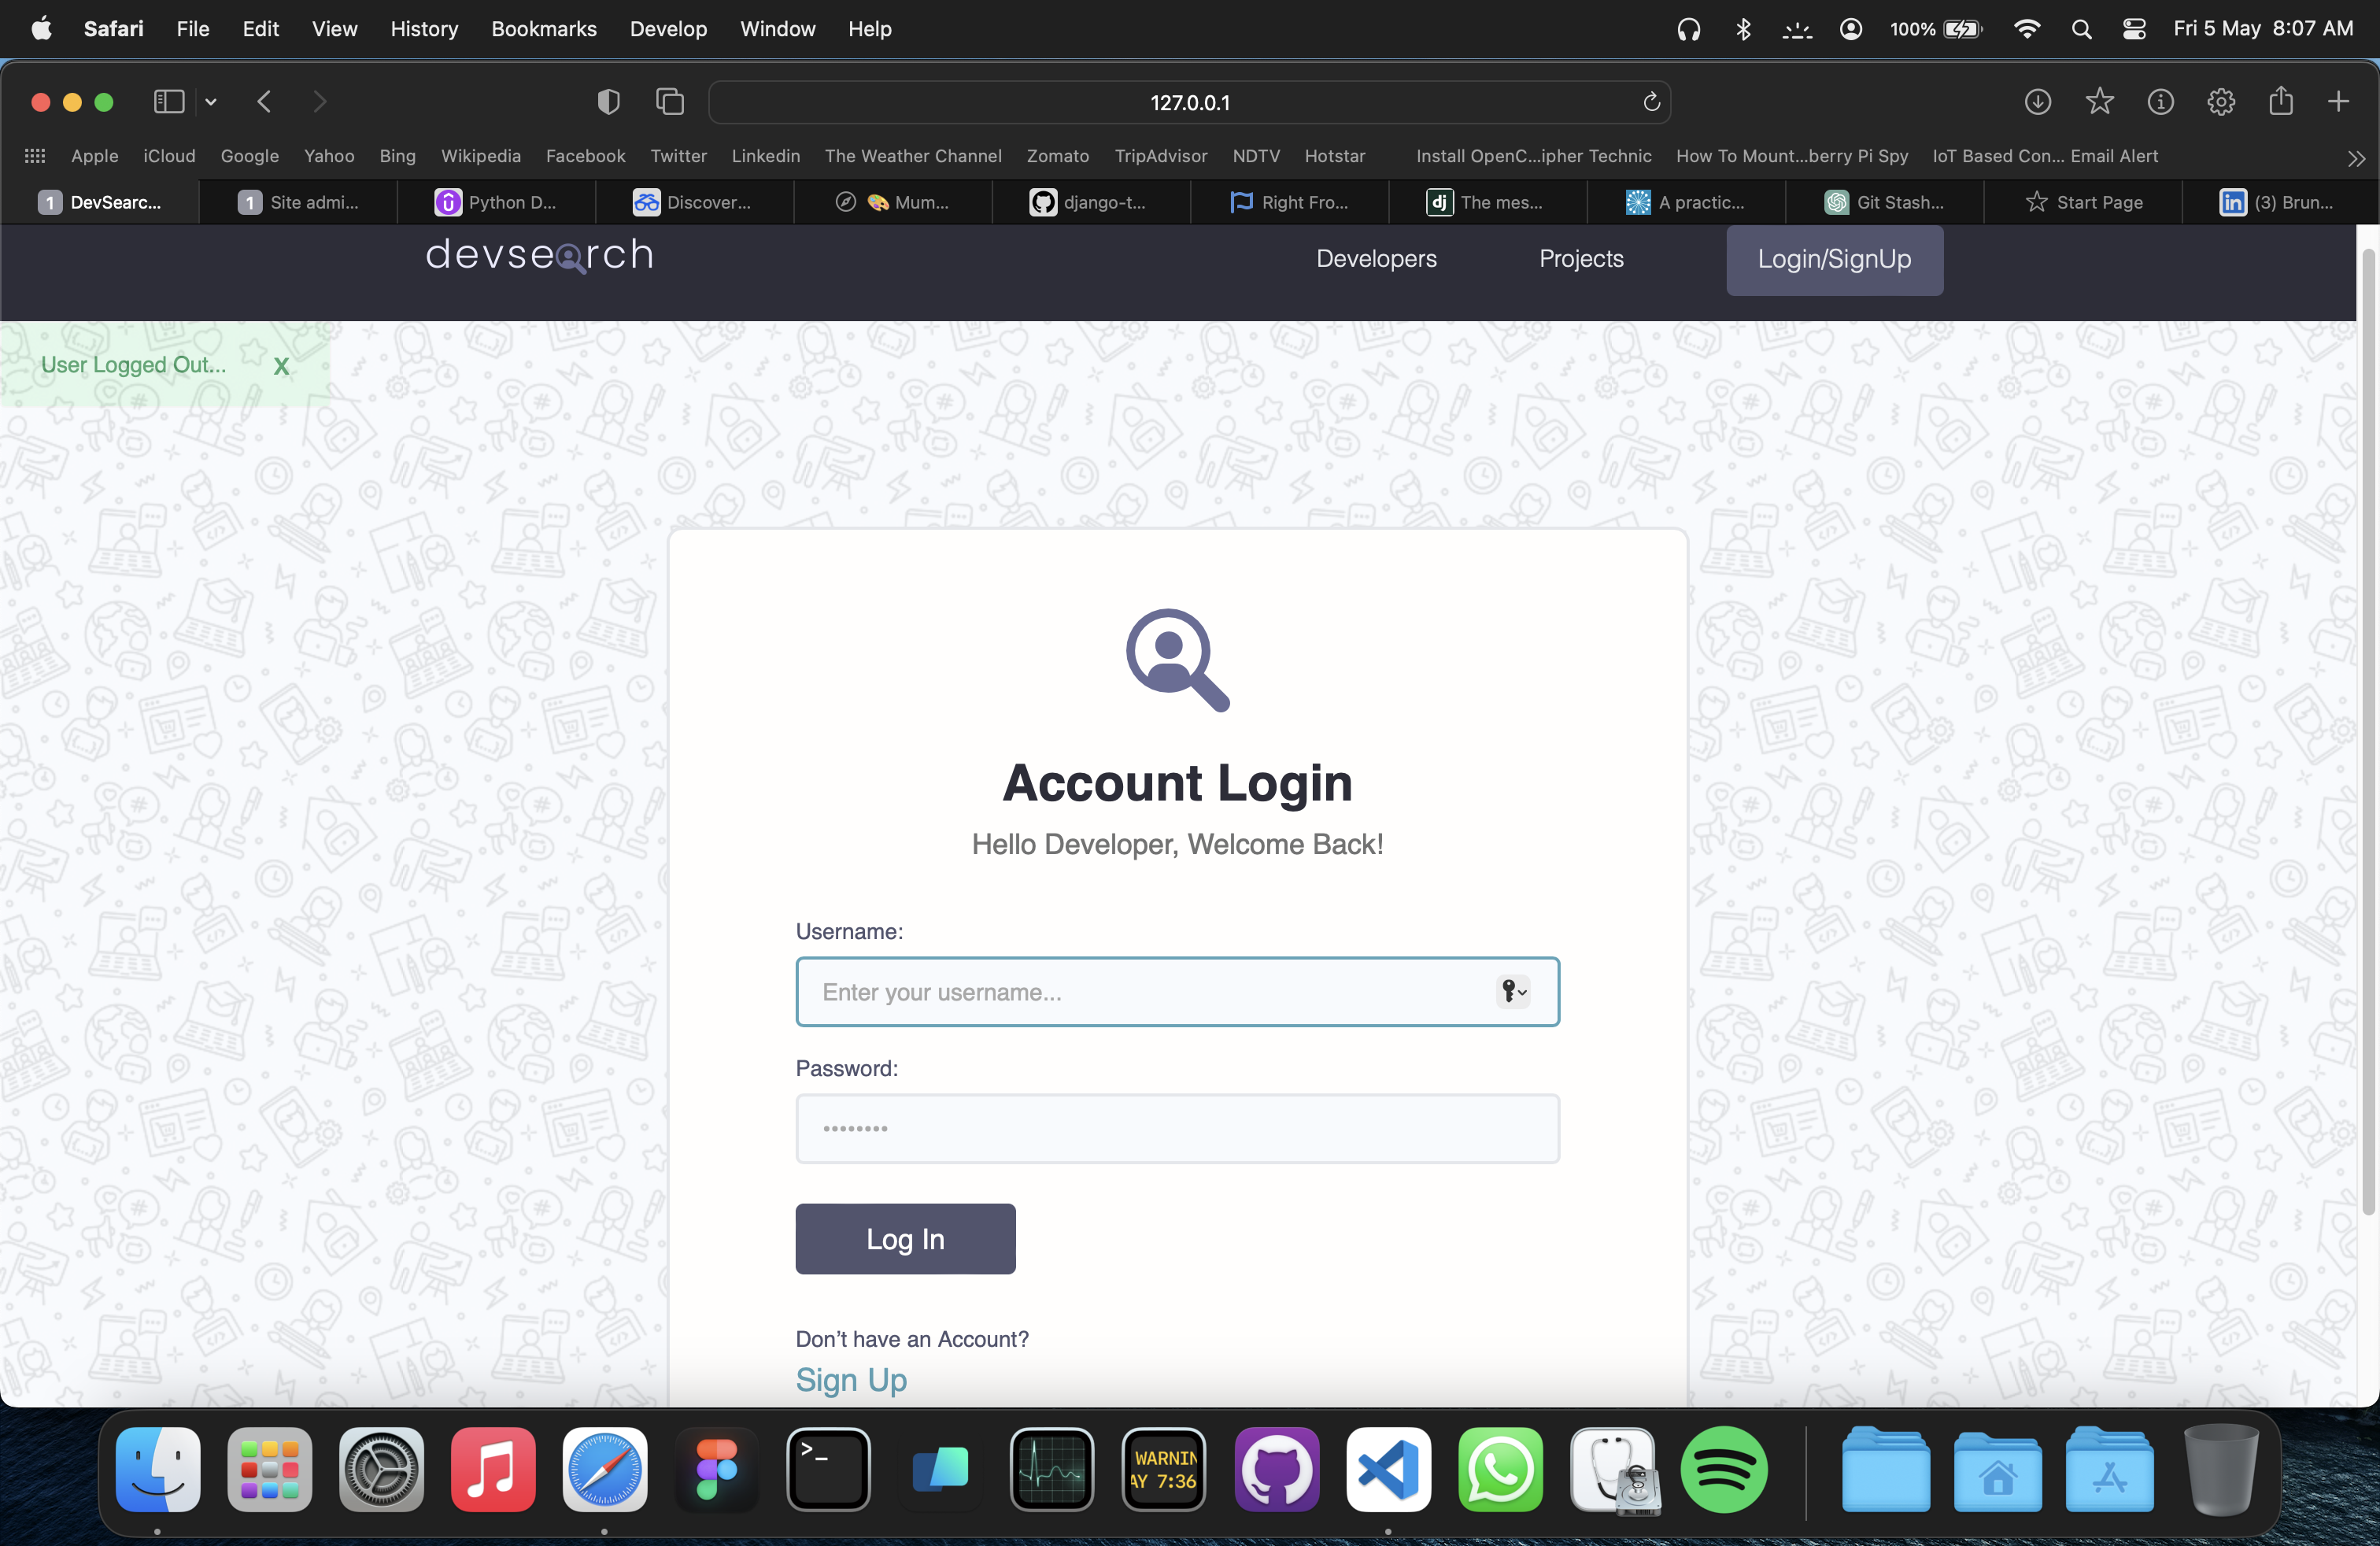 Safari File Edit View History Bookmarks Develop Window Help 100% Fri 5 May 8:07 AM
127.0.0.1
Apple iCloud Google Yahoo Bing Wikipedia Facebook Twitter Linkedin The Weather Channel Zomato TripAdvisor NDTV Hotstar Install OpenC...ipher Technic How To Mount...berry Pi Spy IoT Based Con... Email Alert
1 DevSearc... 1 Site admi... Python D... Discover... Mum... django-t... Right Fro... dj The mes... A practic... Git Stash... Start Page in (3) Brun...
devsearch Developers Projects Login/SignUp
User Logged Out... X
Account Login
Hello Developer, Welcome Back!
Username:
Enter your username...
Password:
••••••••
Log In
Don't have an Account?
Sign Up
>_
WARNIN
AY 7:36